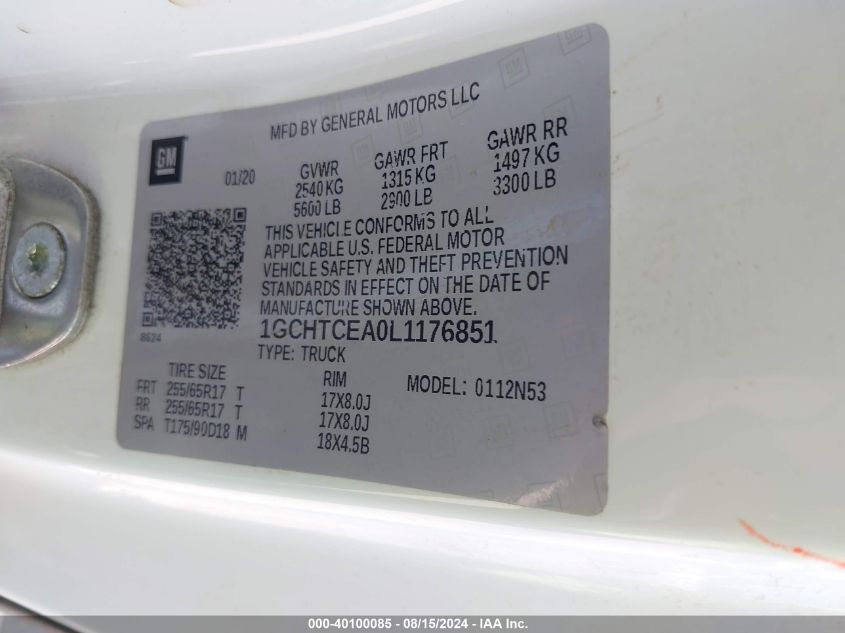 MFD BY GENERAL MOTORS LLC
GM
01/20
GVWR GAWR FRT GAWR RR
2540 KG 1315 KG 1497 KG
5600 LB 2900 LB 3300 LB
THIS VEHICLE CONFORMS TO ALL
APPLICABLE U.S. FEDERAL MOTOR
VEHICLE SAFETY AND THEFT PREVENTION
STANDARDS IN EFFECT ON THE DATE OF
MANUFACTURE SHOWN ABOVE.
8624
1GCHTCEA0L1176851
TYPE: TRUCK
TIRE SIZE RIM MODEL: 0112N53
FRT 255/65R17 T 17X8.0J
RR 255/65R17 T 17X8.0J
SPA T175/90D18 M 18X4.5B
000-40100085 - 08/15/2024 - IAA Inc.